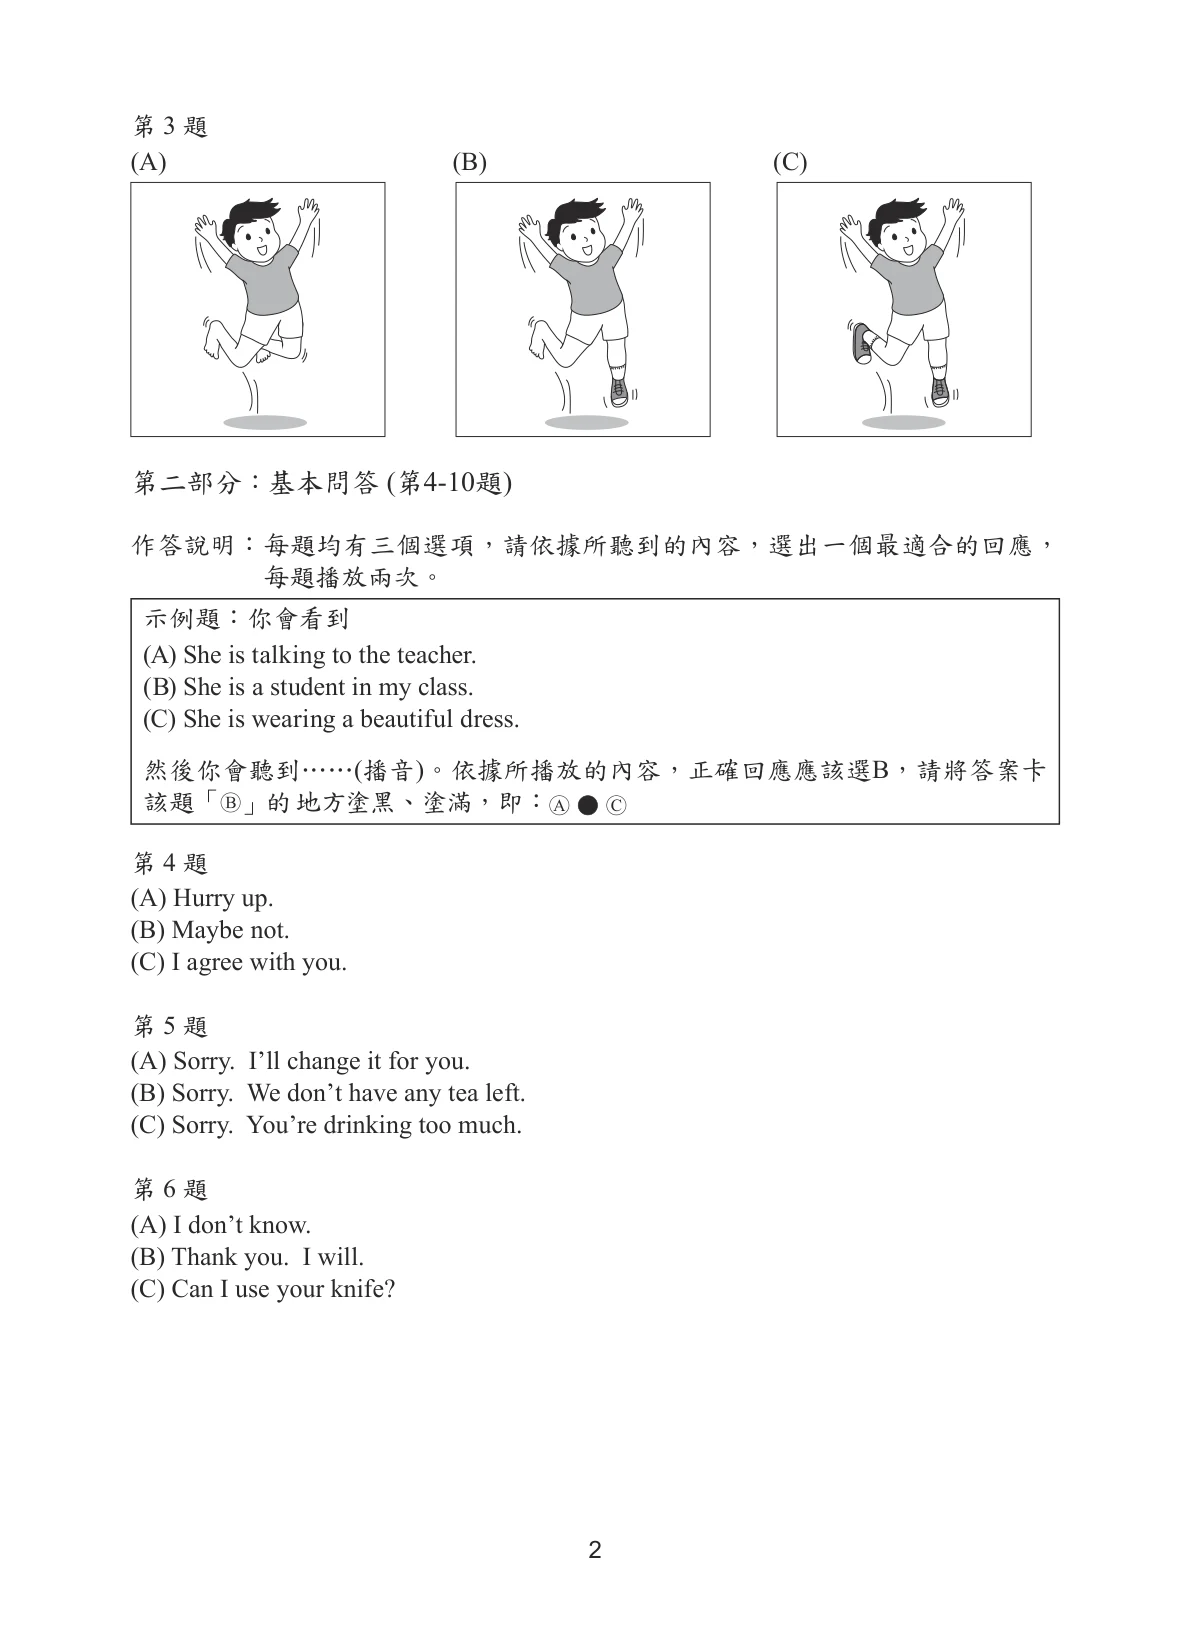 第 3 題
(A) (B) (C)
第二部分：基本問答 (第4-10題)
作答說明：每題均有三個選項，請依據所聽到的內容，選出一個最適合的回應，
每題播放兩次。
示例題：你會看到
(A) She is talking to the teacher.
(B) She is a student in my class.
(C) She is wearing a beautiful dress.
然後你會聽到……(播音)。依據所播放的內容，正確回應應該選B，請將答案卡
該題「Ⓑ」的地方塗黑、塗滿，即：Ⓐ ● Ⓒ
第 4 題
(A) Hurry up.
(B) Maybe not.
(C) I agree with you.
第 5 題
(A) Sorry.  I’ll change it for you.
(B) Sorry.  We don’t have any tea left.
(C) Sorry.  You’re drinking too much.
第 6 題
(A) I don’t know.
(B) Thank you.  I will.
(C) Can I use your knife?
2